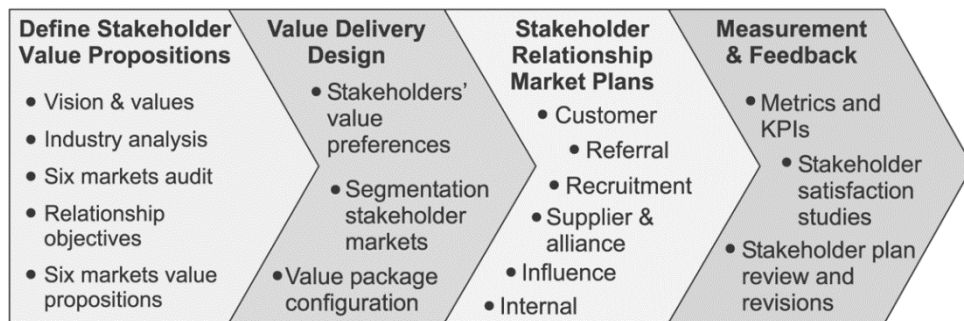 Define Stakeholder
Value Propositions
• Vision & values
• Industry analysis
• Six markets audit
• Relationship
objectives
• Six markets value
propositions
Value Delivery
Design
• Stakeholders'
value
preferences
• Segmentation
stakeholder
markets
• Value package
configuration
Stakeholder
Relationship
Market Plans
• Customer
• Referral
• Recruitment
• Supplier &
alliance
• Influence
• Internal
Measurement
& Feedback
• Metrics and
KPIs
• Stakeholder
satisfaction
studies
• Stakeholder plan
review and
revisions